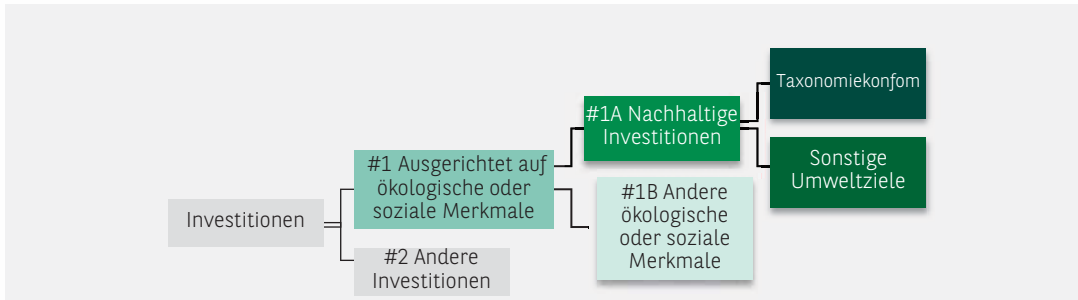 Investitionen
#1 Ausgerichtet auf
ökologische oder
soziale Merkmale
#2 Andere
Investitionen
#1A Nachhaltige
Investitionen
#1B Andere
ökologische
oder soziale
Merkmale
Taxonomiekonfom
Sonstige
Umweltziele